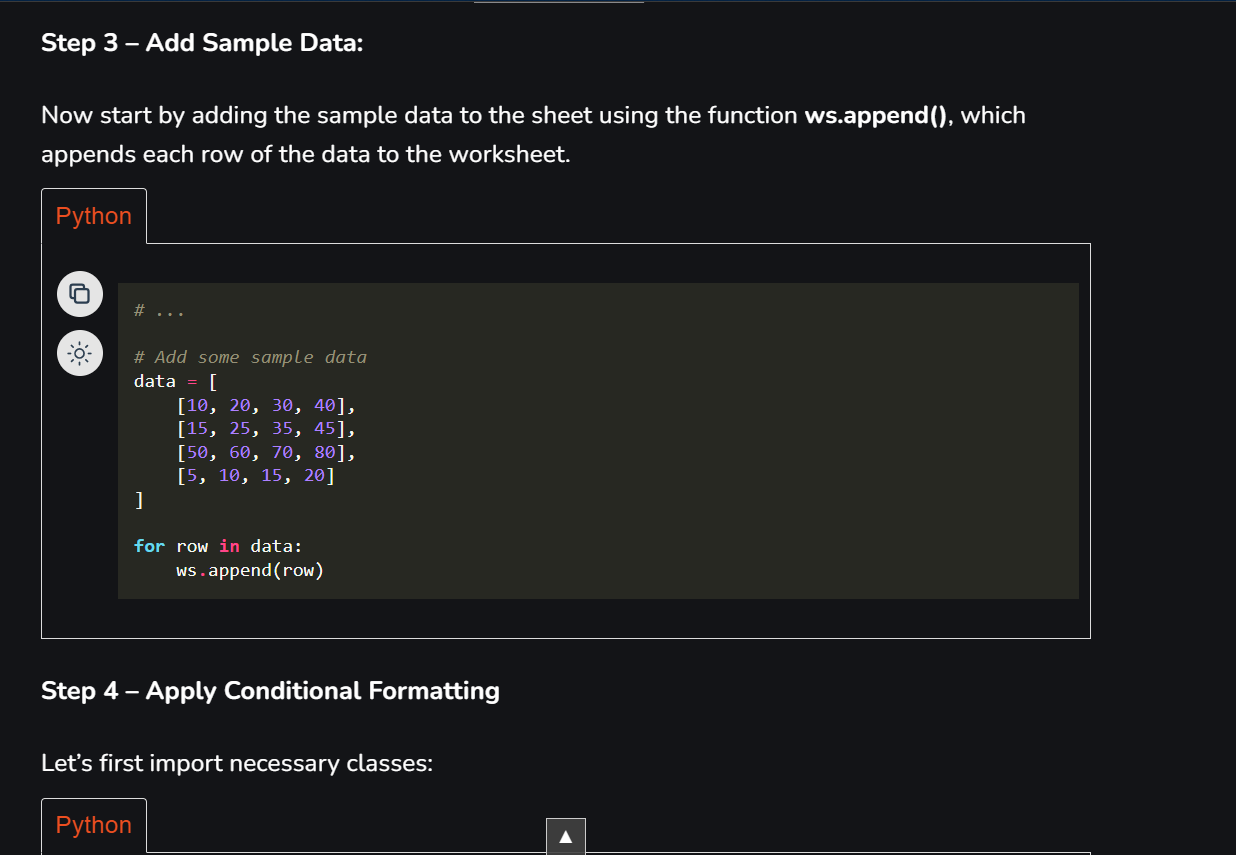 Step 3 – Add Sample Data:
Now start by adding the sample data to the sheet using the function ws.append(), which
appends each row of the data to the worksheet.
Python
# ...
# Add some sample data
data = [
    [10, 20, 30, 40],
    [15, 25, 35, 45],
    [50, 60, 70, 80],
    [5, 10, 15, 20]
]
for row in data:
    ws.append(row)
Step 4 – Apply Conditional Formatting
Let’s first import necessary classes:
Python